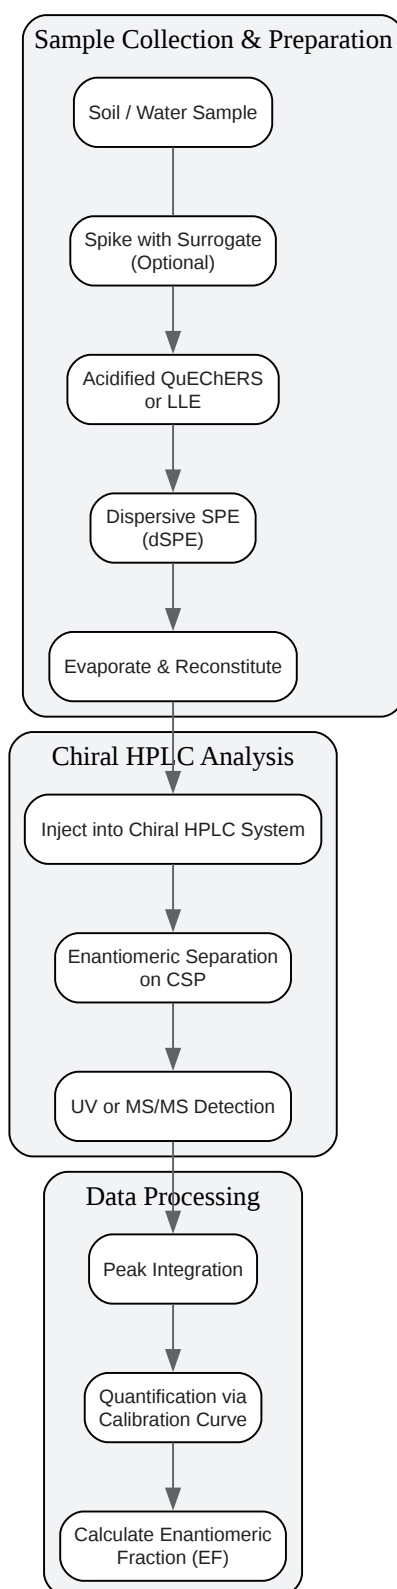 Sample Collection & Preparation
Soil / Water Sample
Spike with Surrogate
(Optional)
Acidified QuEChERS
or LLE
Dispersive SPE
(dSPE)
Evaporate & Reconstitute
Chiral HPLC Analysis
Inject into Chiral HPLC System
Enantiomeric Separation
on CSP
UV or MS/MS Detection
Data Processing
Peak Integration
Quantification via
Calibration Curve
Calculate Enantiomeric
Fraction (EF)